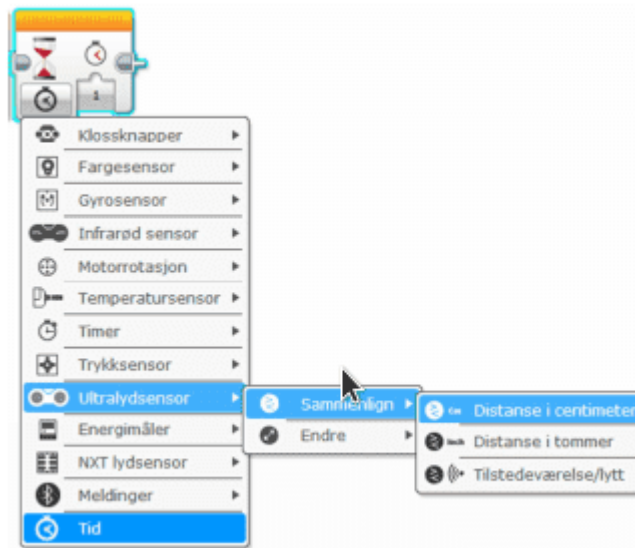 1
Klossknapper
Fargesensor
Gyrosensor
Infrarød sensor
Motorrotasjon
Temperatursensor
Timer
Trykksensor
Ultralydsensor
Sammenlign
cm Distanse i centimeter
Energimåler
Endre
Distanse i tommer
NXT lydsensor
Tilstedeværelse/lytt
Meldinger
Tid